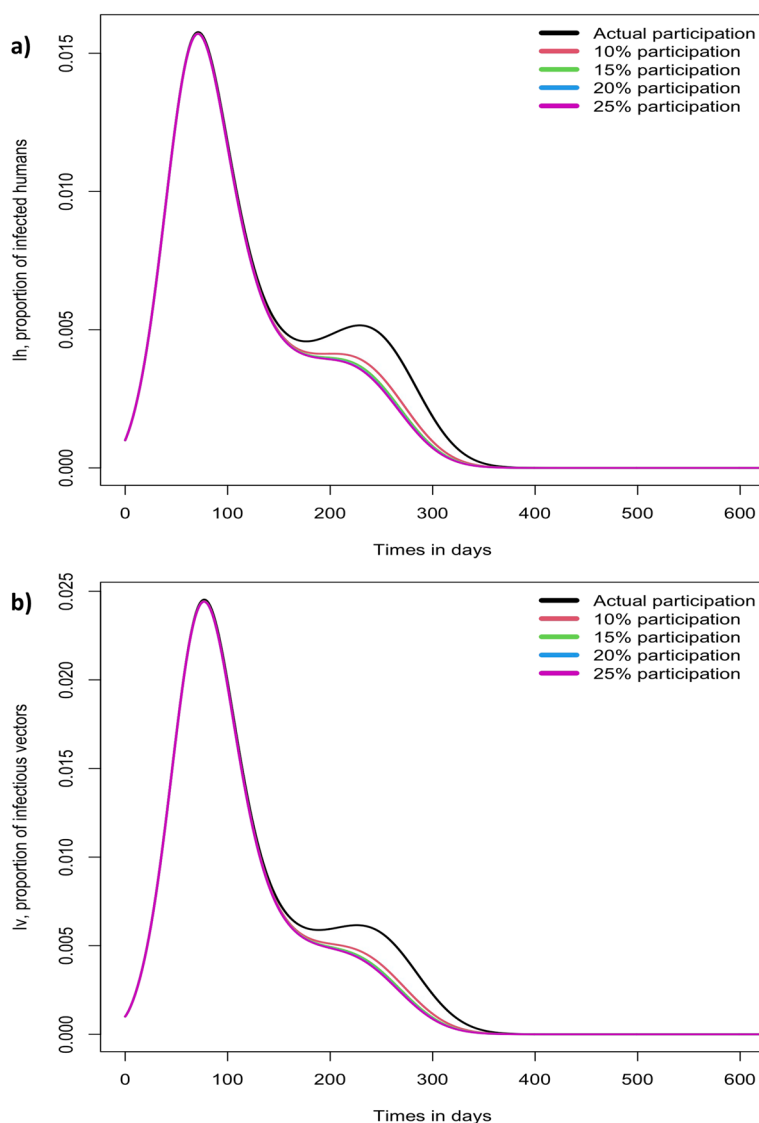 a)
Actual participation
10% participation
15% participation
20% participation
25% participation
Ih, proportion of infected humans
0.015
0.010
0.005
0.000
0 100 200 300 400 500 600
Times in days
b)
Actual participation
10% participation
15% participation
20% participation
25% participation
Iv, proportion of infectious vectors
0.025
0.020
0.015
0.010
0.005
0.000
0 100 200 300 400 500 600
Times in days